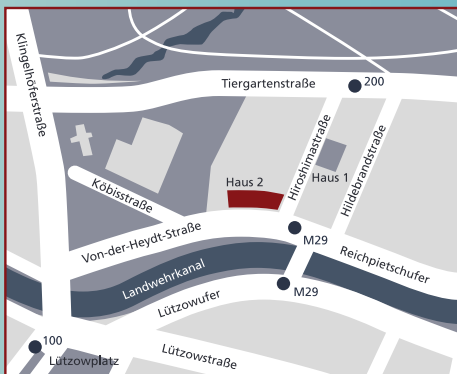 Klingelhöferstraße
Tiergartenstraße
200
Hiroshimastraße
Hildebrandstraße
Haus 1
Haus 2
Köbisstraße
Von-der-Heydt-Straße
M29
Reichpietschufer
Landwehrkanal
Lützowufer
M29
100
Lützowplatz
Lützowstraße